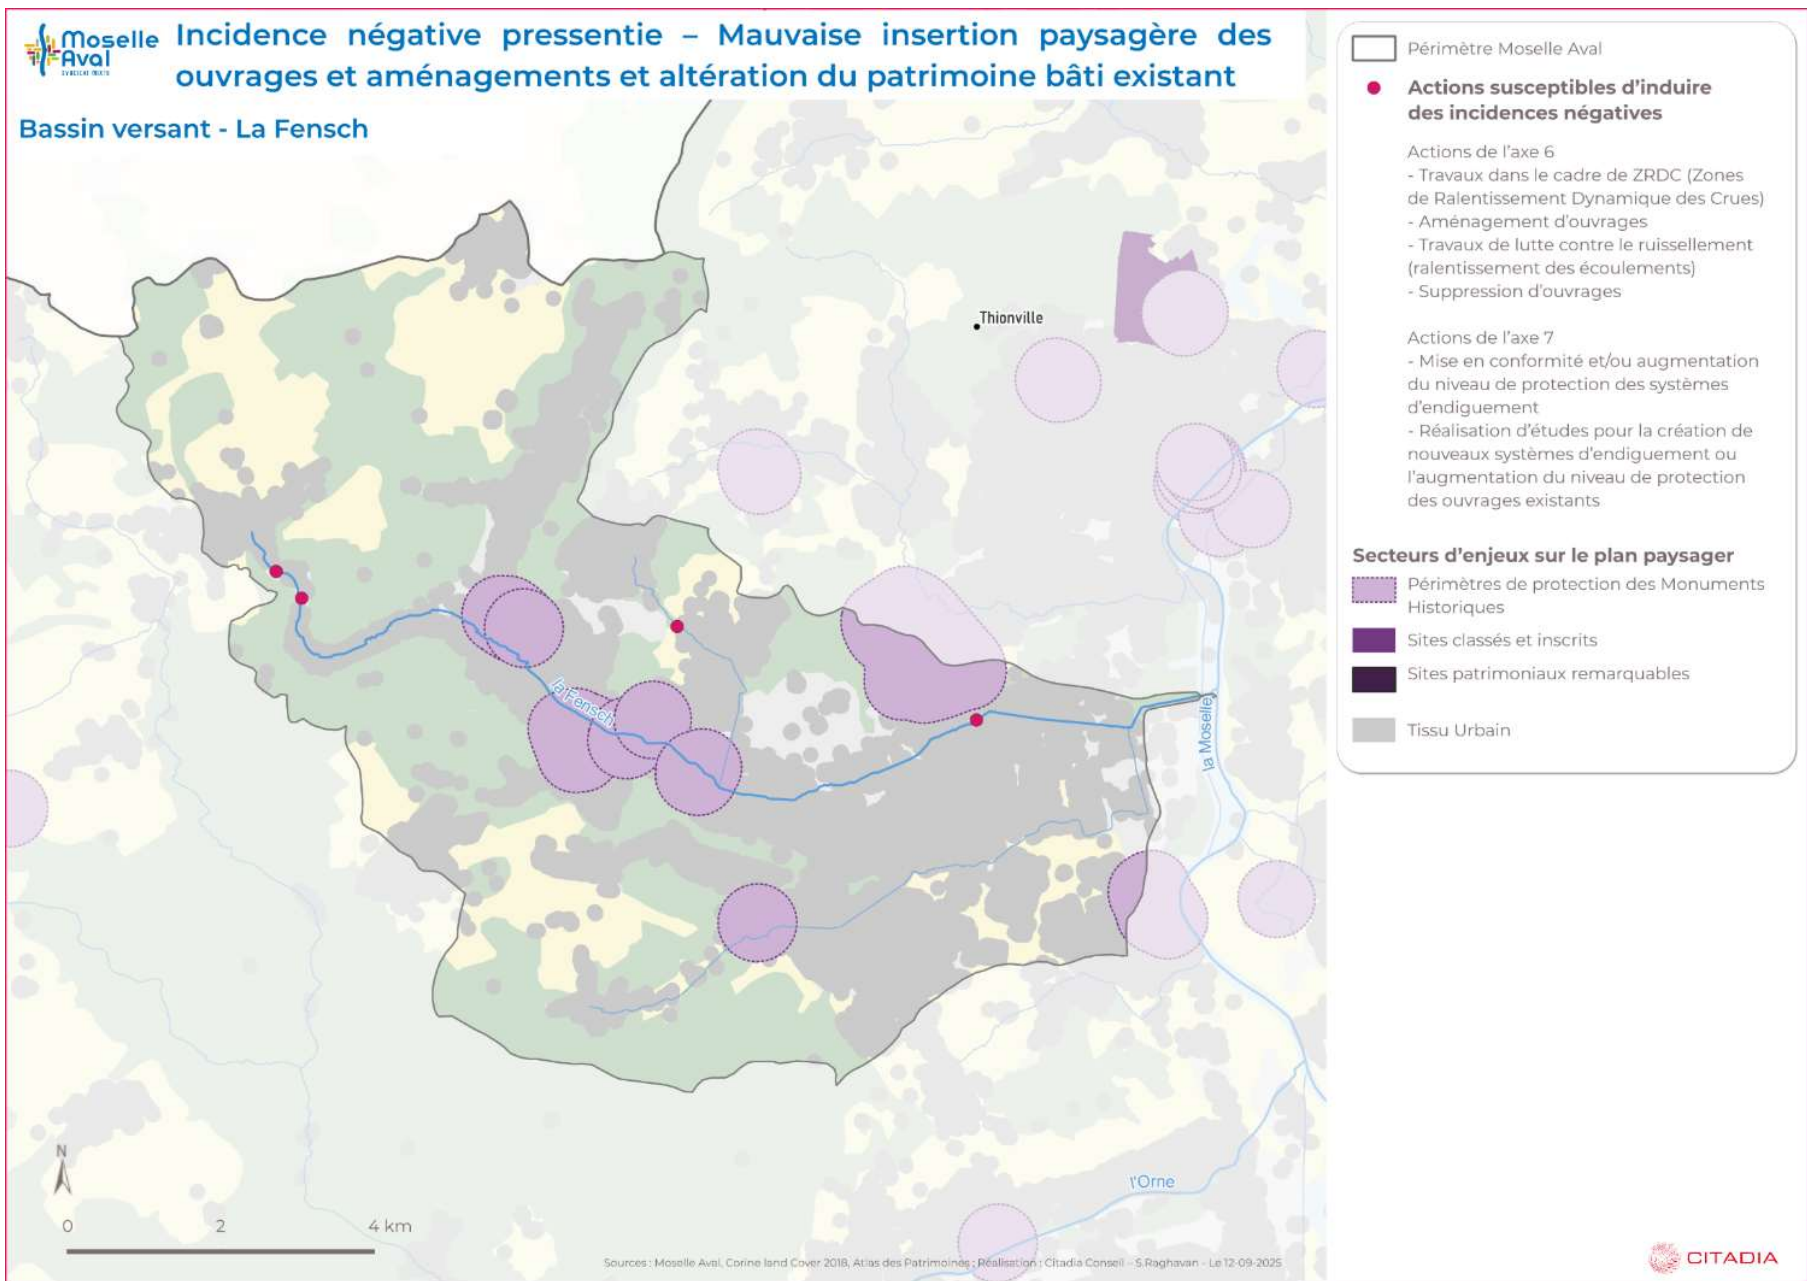 Moselle
Aval
SYNDICAT MIXTE
Incidence négative pressentie – Mauvaise insertion paysagère des
ouvrages et aménagements et altération du patrimoine bâti existant
Bassin versant - La Fensch
Thionville
la Fensch
la Moselle
l'Orne
N
0 2 4 km
Sources : Moselle Aval, Corine land Cover 2018, Atlas des Patrimoines ; Réalisation : Citadia Conseil - S.Raghavan - Le 12-09-2025
Périmètre Moselle Aval
Actions susceptibles d'induire
des incidences négatives
Actions de l'axe 6
- Travaux dans le cadre de ZRDC (Zones
de Ralentissement Dynamique des Crues)
- Aménagement d'ouvrages
- Travaux de lutte contre le ruissellement
(ralentissement des écoulements)
- Suppression d'ouvrages
Actions de l'axe 7
- Mise en conformité et/ou augmentation
du niveau de protection des systèmes
d'endiguement
- Réalisation d'études pour la création de
nouveaux systèmes d'endiguement ou
l'augmentation du niveau de protection
des ouvrages existants
Secteurs d'enjeux sur le plan paysager
Périmètres de protection des Monuments
Historiques
Sites classés et inscrits
Sites patrimoniaux remarquables
Tissu Urbain
CITADIA